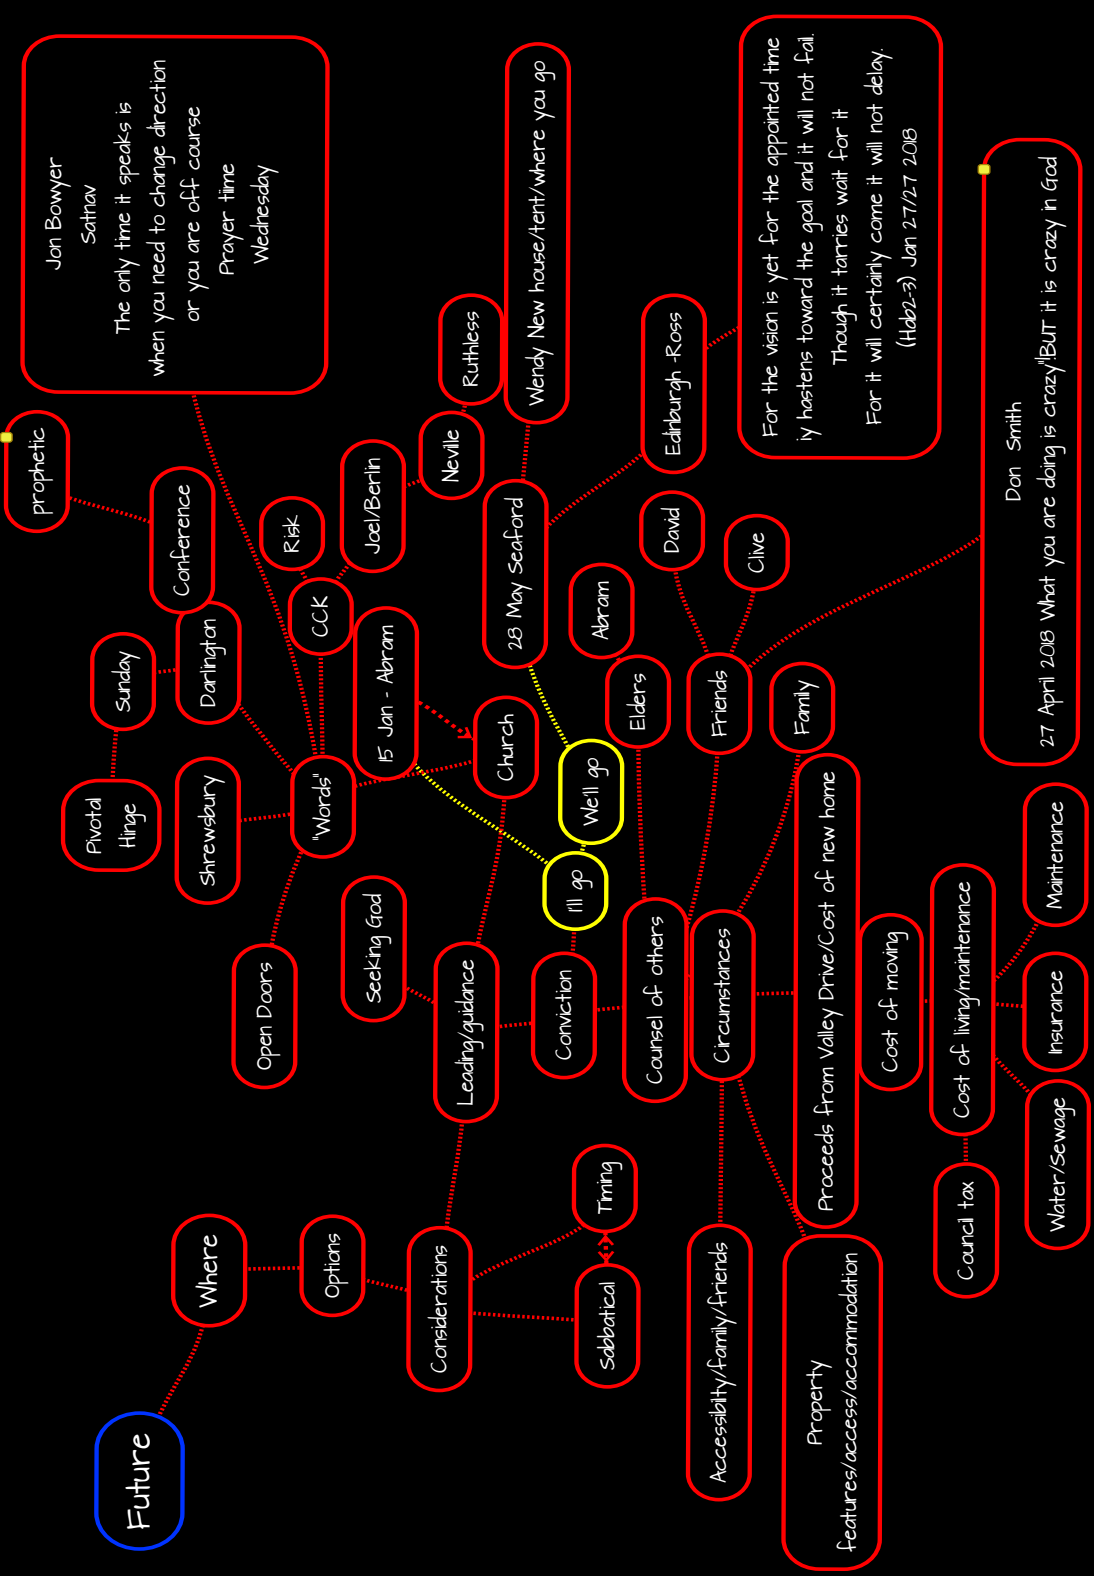 Future
Where
Options
Considerations
Sabbatical
Timing
Leading/guidance
Seeking God
Church
Conviction
I'll go
We'll go
15 Jan - Abram
28 May Seaford
Wendy New house/tent/where you go
Edinburgh -Ross
For the vision is yet for the appointed time
iy hastens toward the goal and it will not fail.
Though it tarries wait for it
For it will certainly come it will not delay.
(Hab2-3) Jan 27/27 2018
"Words"
Open Doors
Shrewsbury
Darlington
Sunday
Pivotal
Hinge
Conference
prophetic
Jon Bowyer
Satnav
The only time it speaks is
when you need to change direction
or you are off course
Prayer tiime
Wednesday
CCK
Risk
Joel/Berlin
Neville
Ruthless
Counsel of others
Elders
Abram
Friends
David
Clive
Don Smith
27 April 2018 What you are doing is crazy"!BUT it is crazy in God
Circumstances
Family
Accessibilty/family/friends
Property
features/access/accommodation
Proceeds from Valley Drive/Cost of new home
Cost of moving
Cost of living/maintenance
Council tax
Water/Sewage
Insurance
Maintenance